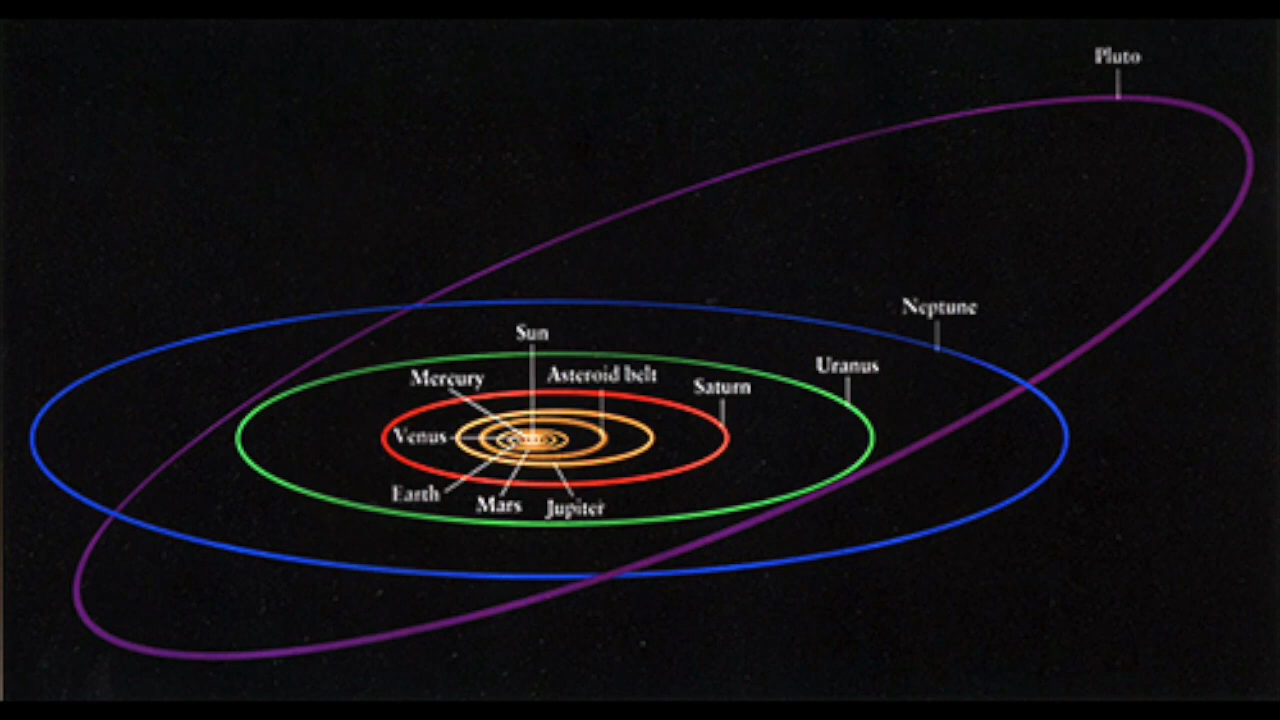 Pluto
Neptune
Sun
Uranus
Mercury
Asteroid belt
Saturn
Venus
Earth
Mars
Jupiter